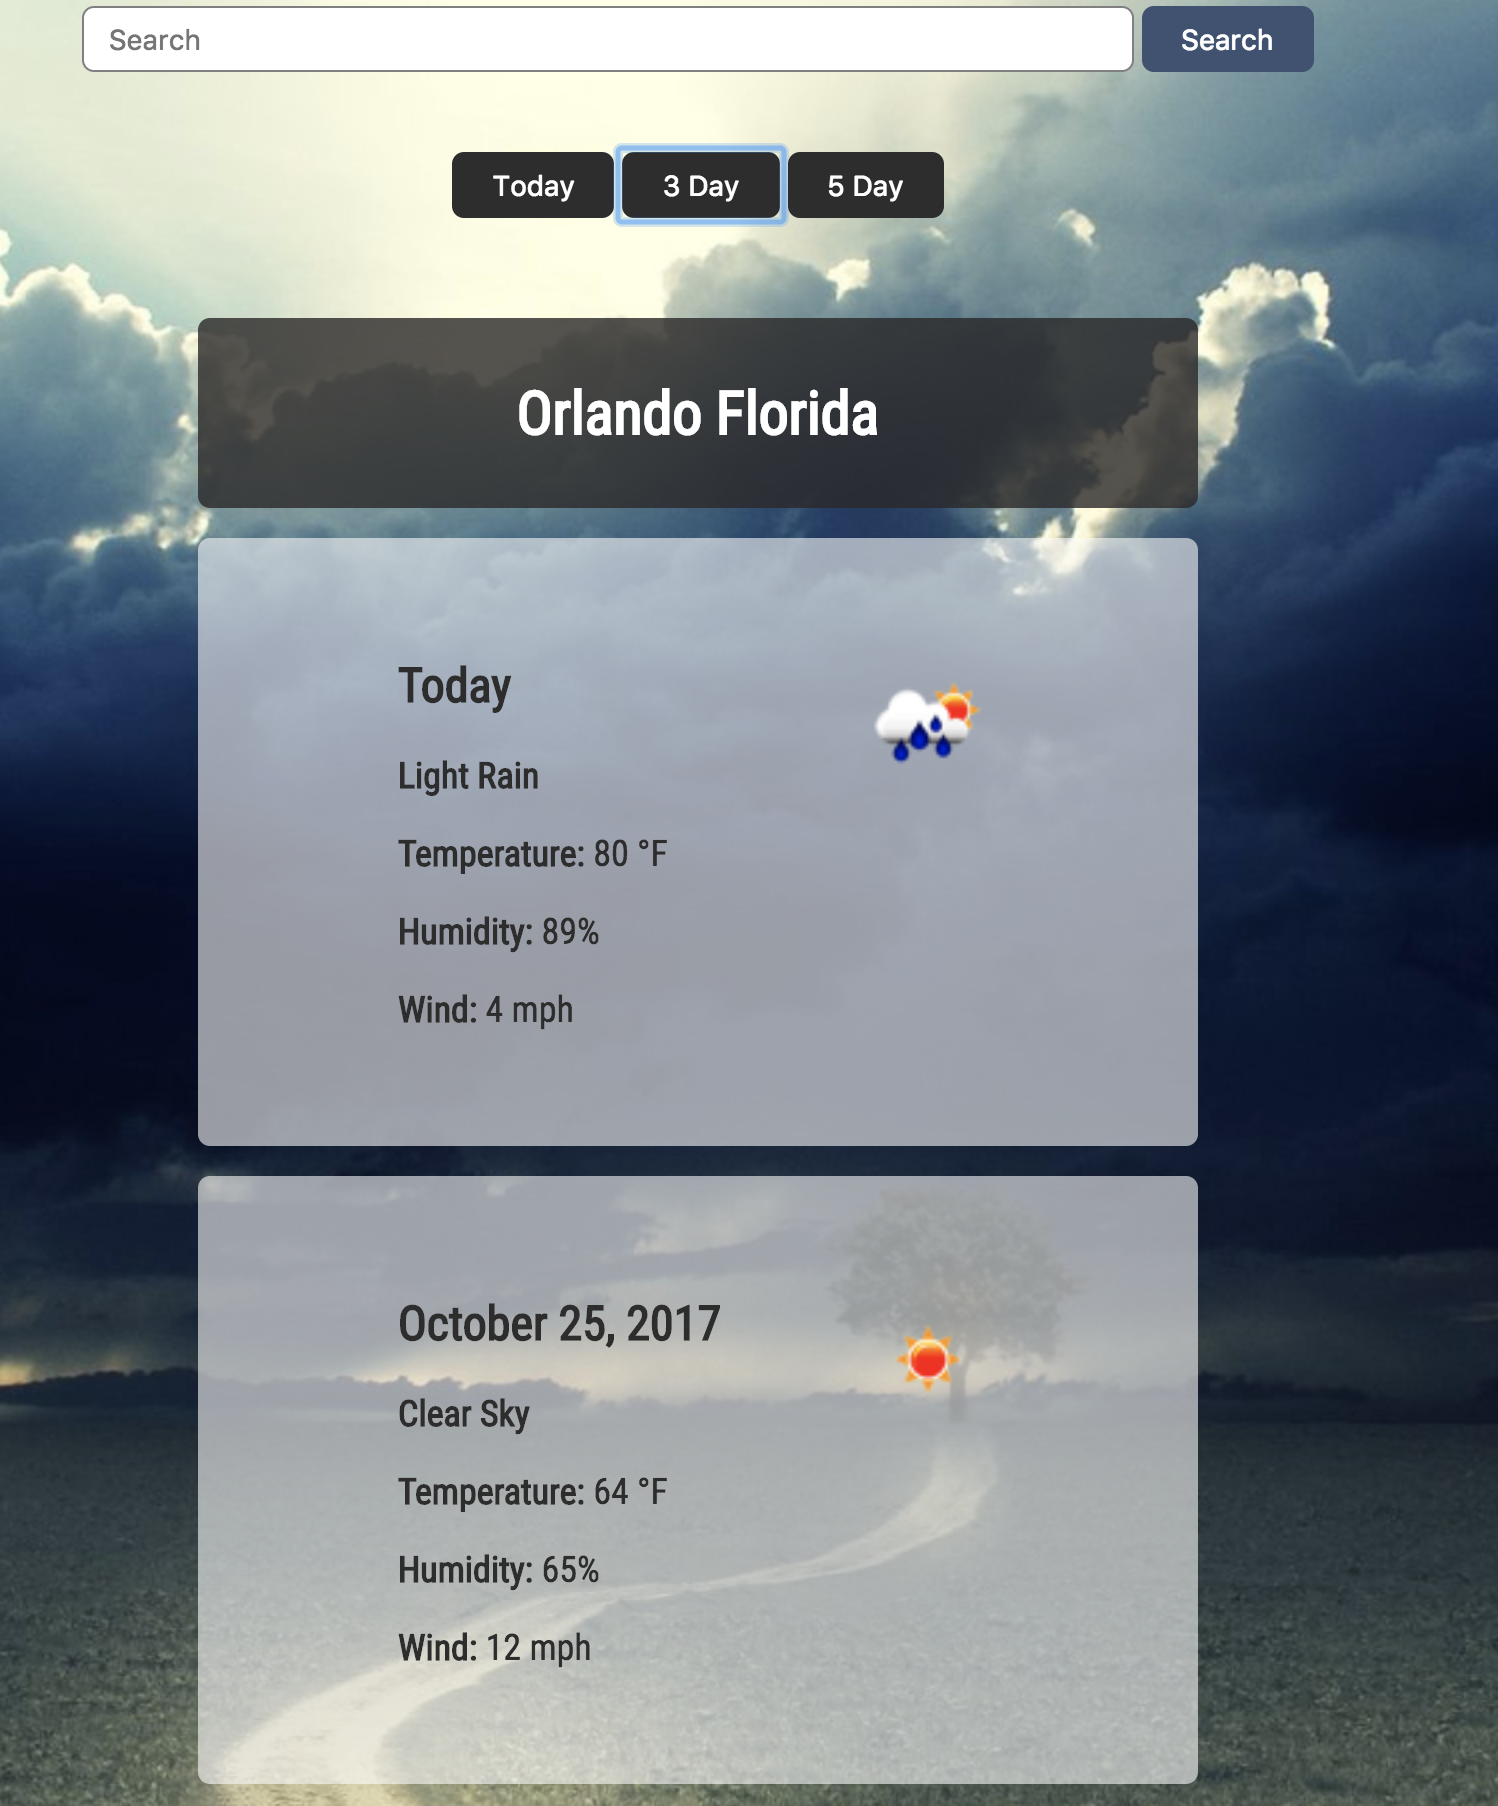 Search Search
Today 3 Day 5 Day
Orlando Florida
Today
Light Rain
Temperature: 80 °F
Humidity: 89%
Wind: 4 mph
October 25, 2017
Clear Sky
Temperature: 64 °F
Humidity: 65%
Wind: 12 mph